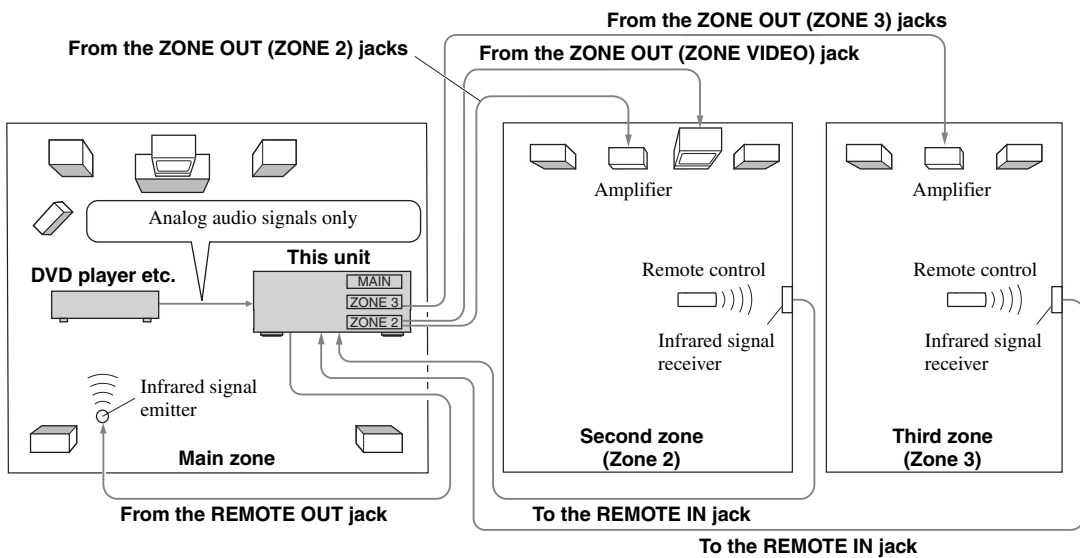 From the ZONE OUT (ZONE 3) jacks
From the ZONE OUT (ZONE 2) jacks
From the ZONE OUT (ZONE VIDEO) jack
Amplifier
Amplifier
Analog audio signals only
This unit
DVD player etc.
MAIN
ZONE 3
ZONE 2
Remote control
Remote control
Infrared signal
receiver
Infrared signal
receiver
Infrared signal
emitter
Main zone
Second zone
(Zone 2)
Third zone
(Zone 3)
From the REMOTE OUT jack
To the REMOTE IN jack
To the REMOTE IN jack